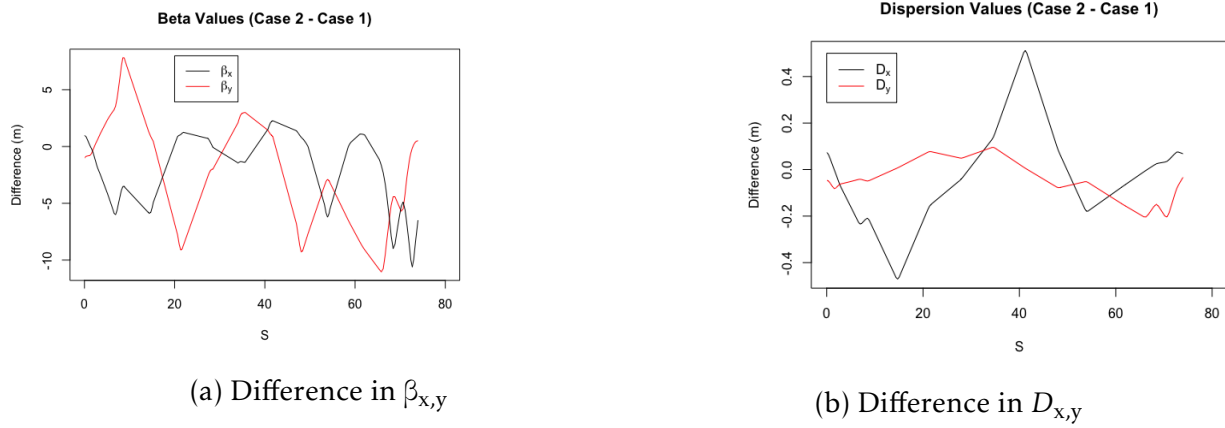 Beta Values (Case 2 - Case 1)
βx
βy
Difference (m)
5
0
-5
-10
0
20
40
60
80
S
(a) Difference in βx,y
Dispersion Values (Case 2 - Case 1)
Dx
Dy
Difference (m)
0.4
0.2
0.0
-0.2
-0.4
0
20
40
60
80
S
(b) Difference in Dx,y